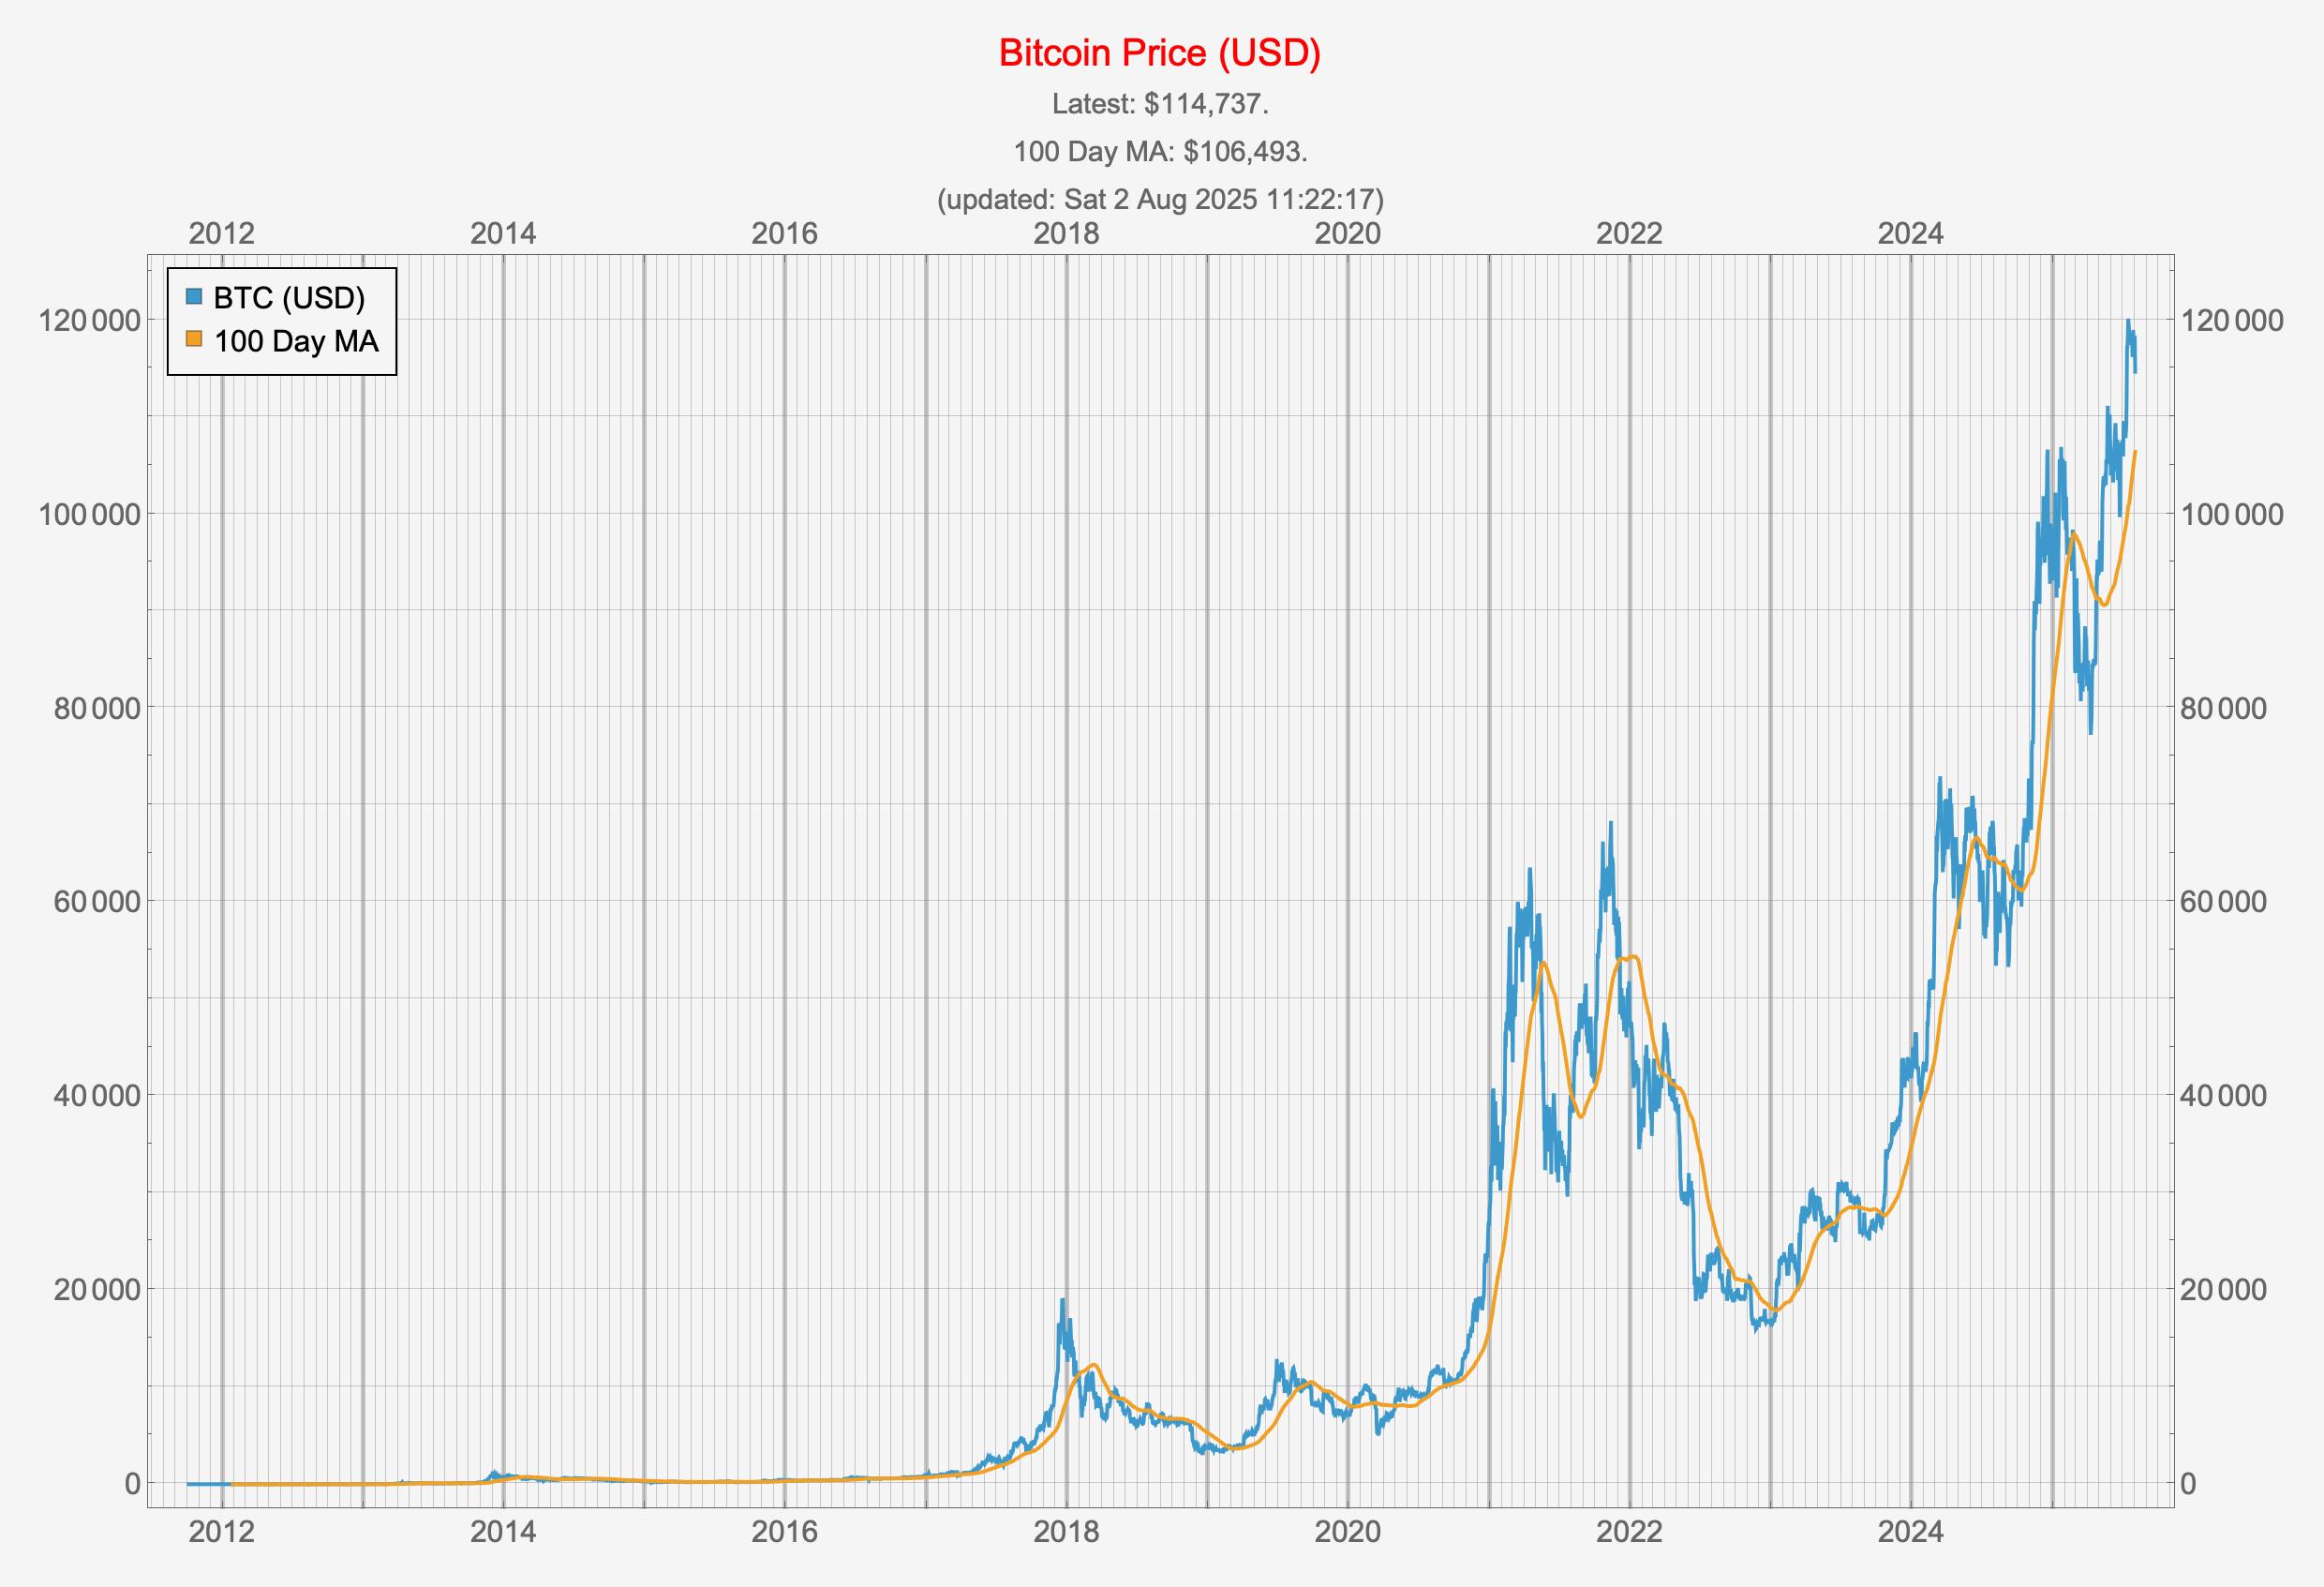 Bitcoin Price (USD)
Latest: $114,737.
100 Day MA: $106,493.
(updated: Sat 2 Aug 2025 11:22:17)
2012 2014 2016 2018 2020 2022 2024
BTC (USD)
100 Day MA
120 000 120 000
100 000 100 000
80 000 80 000
60 000 60 000
40 000 40 000
20 000 20 000
0 0
2012 2014 2016 2018 2020 2022 2024